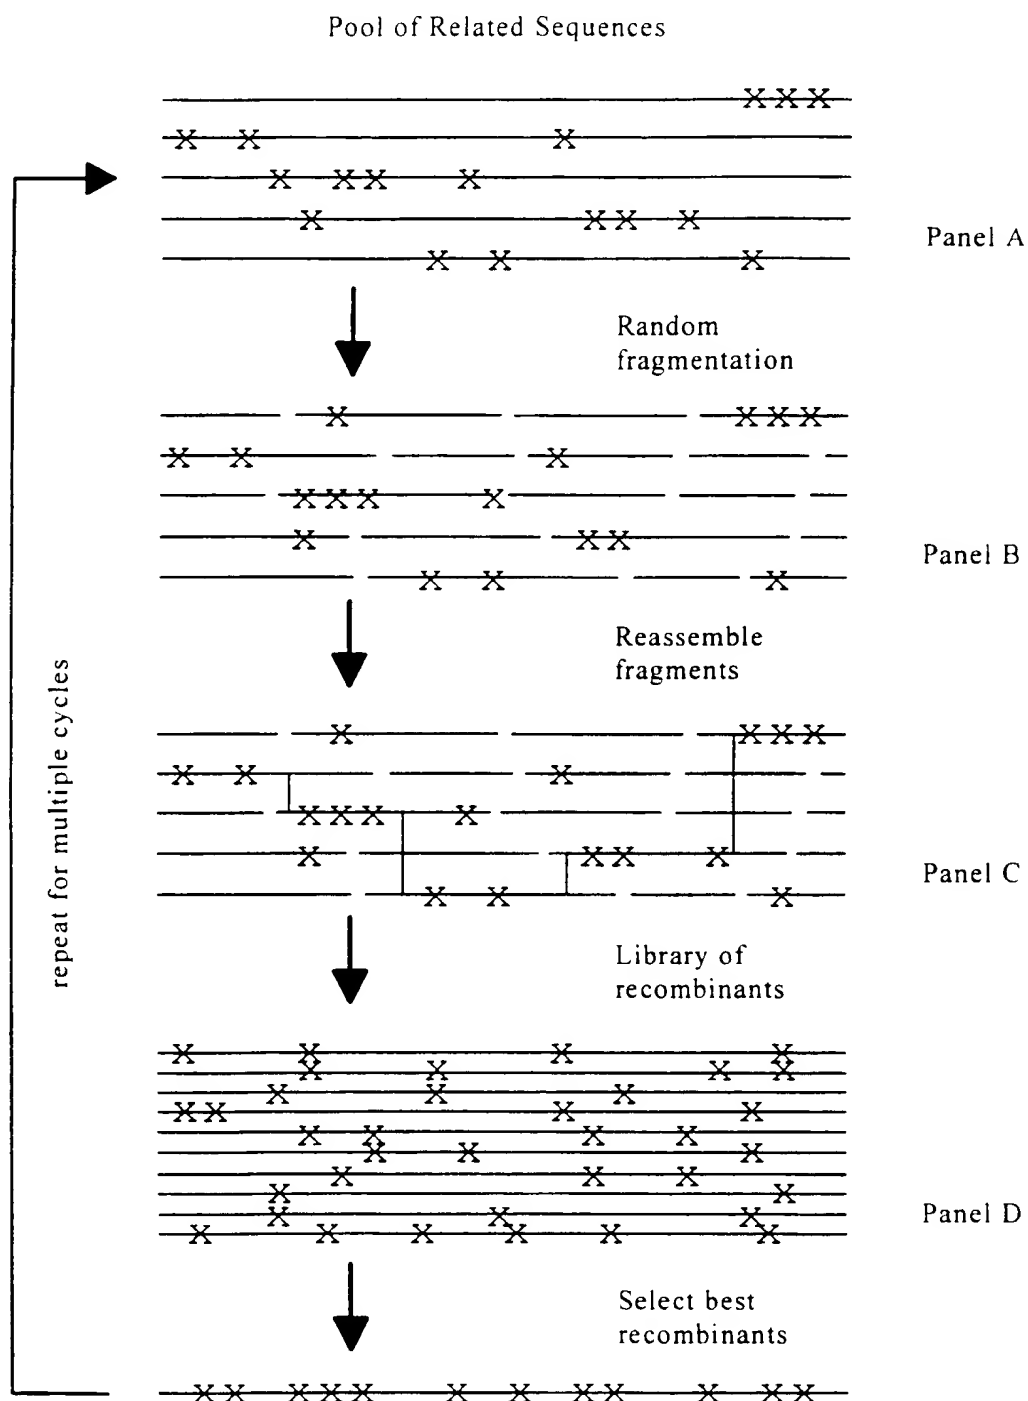 Pool of Related Sequences
Panel A
Random
fragmentation
Panel B
Reassemble
fragments
repeat for multiple cycles
Panel C
Library of
recombinants
Panel D
Select best
recombinants